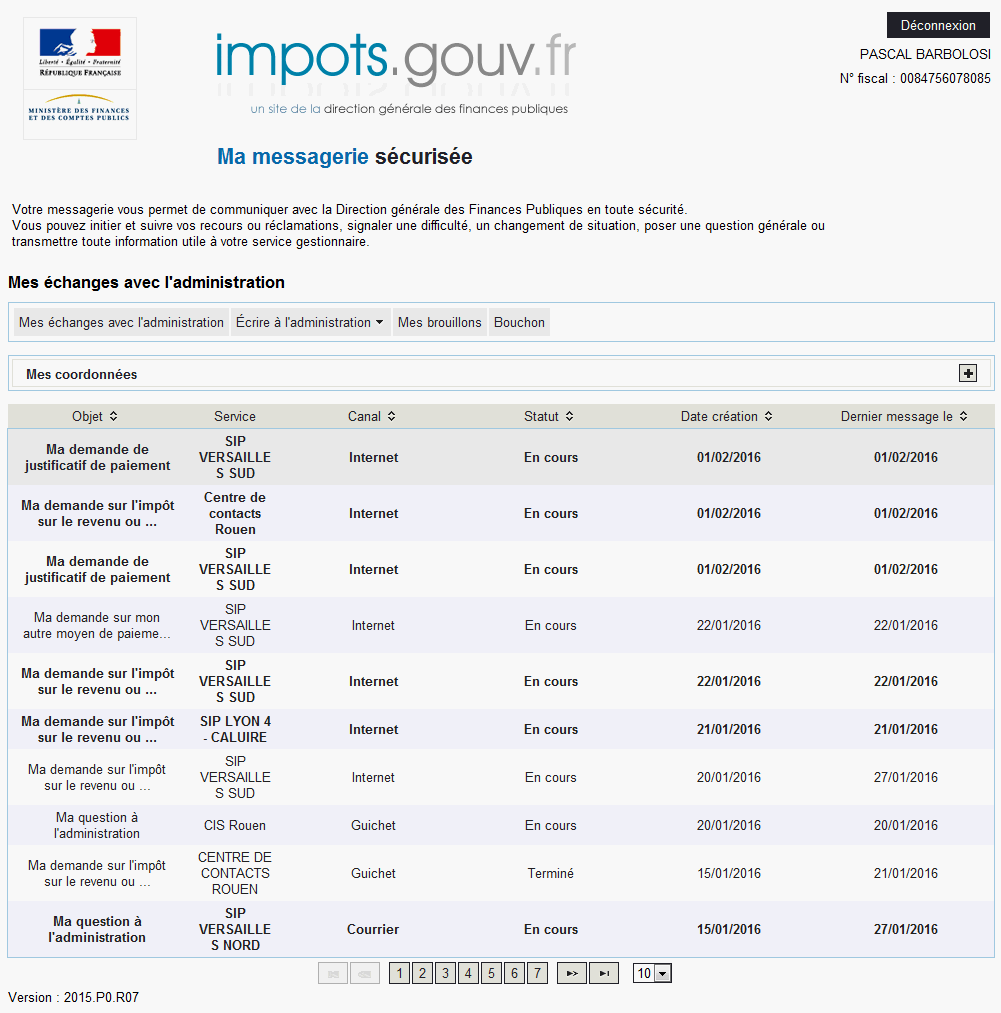 Déconnexion
PASCAL BARBOLOSI
N° fiscal : 0084756078085
Liberté • Égalité • Fraternité
RÉPUBLIQUE FRANÇAISE
MINISTÈRE DES FINANCES
ET DES COMPTES PUBLICS
impots.gouv.fr
un site de la direction générale des finances publiques
Ma messagerie sécurisée
Votre messagerie vous permet de communiquer avec la Direction générale des Finances Publiques en toute sécurité.
Vous pouvez initier et suivre vos recours ou réclamations, signaler une difficulté, un changement de situation, poser une question générale ou
transmettre toute information utile à votre service gestionnaire.
Mes échanges avec l'administration
Mes échanges avec l'administration Écrire à l'administration Mes brouillons Bouchon
Mes coordonnées
Objet Service Canal Statut Date création Dernier message le
Ma demande de
justificatif de paiement
SIP
VERSAILLE
S SUD
Internet En cours 01/02/2016 01/02/2016
Ma demande sur l'impôt
sur le revenu ou ...
Centre de
contacts
Rouen
Internet En cours 01/02/2016 01/02/2016
Ma demande de
justificatif de paiement
SIP
VERSAILLE
S SUD
Internet En cours 01/02/2016 01/02/2016
Ma demande sur mon
autre moyen de paieme...
SIP
VERSAILLE
S SUD
Internet En cours 22/01/2016 22/01/2016
Ma demande sur l'impôt
sur le revenu ou ...
SIP
VERSAILLE
S SUD
Internet En cours 22/01/2016 22/01/2016
Ma demande sur l'impôt
sur le revenu ou ...
SIP LYON 4
- CALUIRE
Internet En cours 21/01/2016 21/01/2016
Ma demande sur l'impôt
sur le revenu ou ...
SIP
VERSAILLE
S SUD
Internet En cours 20/01/2016 27/01/2016
Ma question à
l'administration
CIS Rouen
Guichet En cours 20/01/2016 20/01/2016
Ma demande sur l'impôt
sur le revenu ou ...
CENTRE DE
CONTACTS
ROUEN
Guichet Terminé 15/01/2016 21/01/2016
Ma question à
l'administration
SIP
VERSAILLE
S NORD
Courrier En cours 15/01/2016 27/01/2016
1 2 3 4 5 6 7 10
Version : 2015.P0.R07